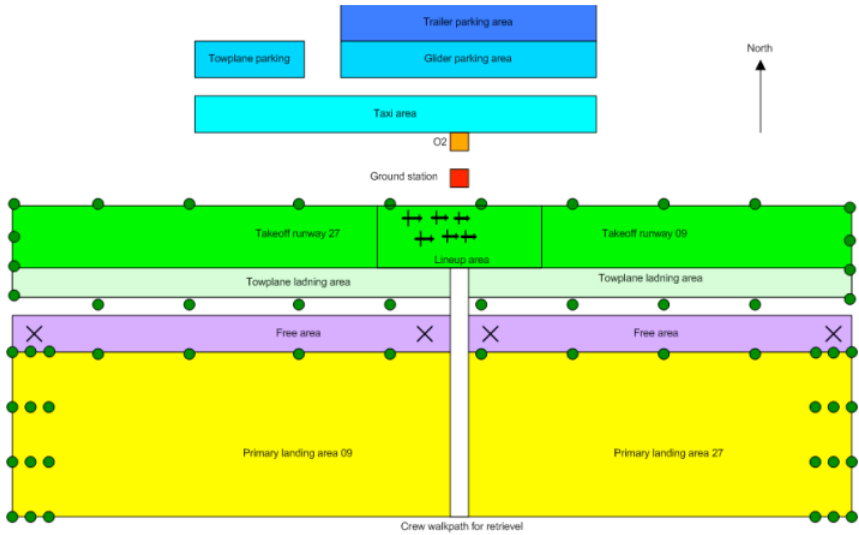 Trailer parking area
Towplane parking
Glider parking area
North
Taxi area
O2
Ground station
Takeoff runway 27
Takeoff runway 09
Lineup area
Towplane ladning area
Towplane ladning area
Free area
Free area
Primary landing area 09
Primary landing area 27
Crew walkpath for retrievel